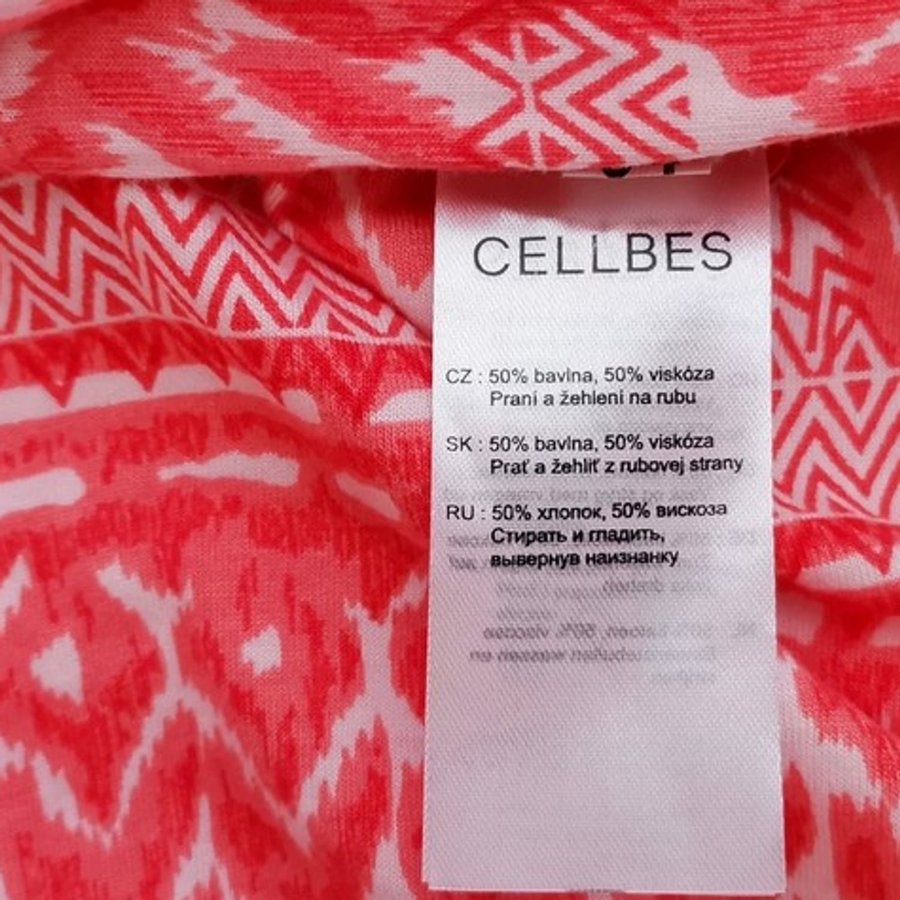 CELLBES
CZ : 50% bavlna, 50% viskóza
Praní a žehlení na rubu
SK : 50% bavlna, 50% viskóza
Prať a žehliť z rubovej strany
RU : 50% хлопок, 50% вискоза
Стирать и гладить,
вывернув наизнанку